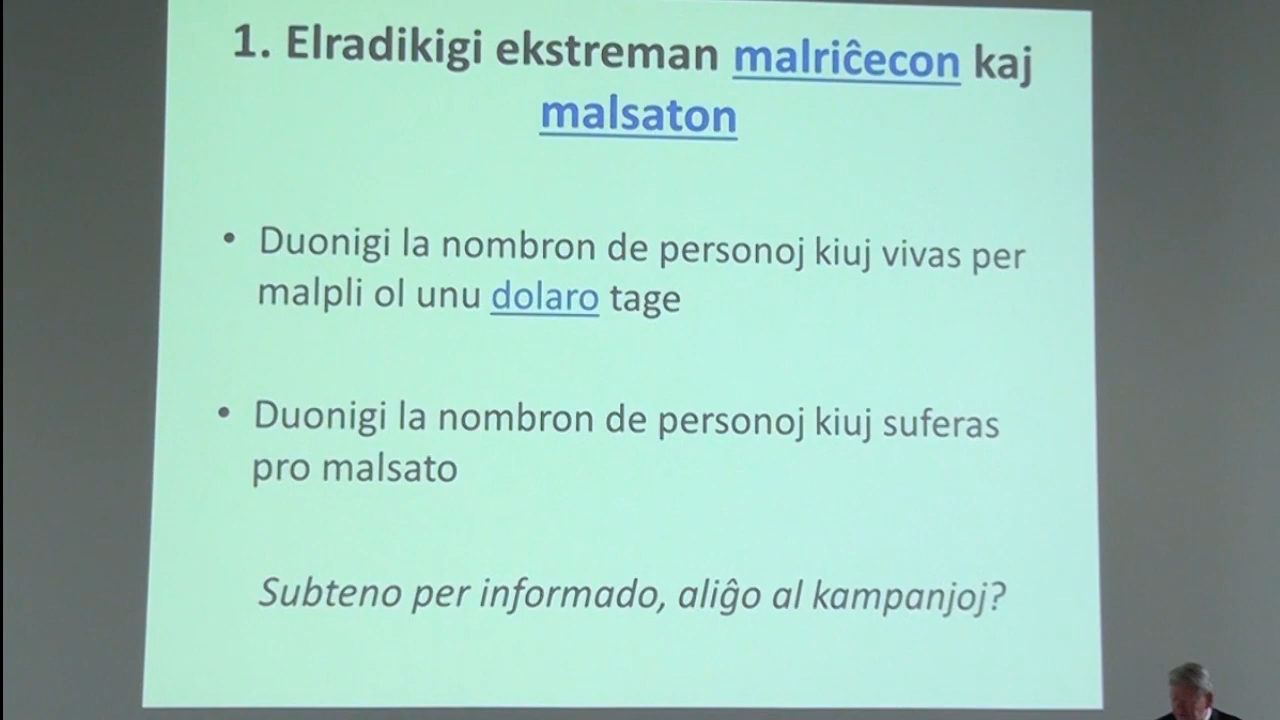 1. Elradikigi ekstreman malriĉecon kaj
malsaton
• Duonigi la nombron de personoj kiuj vivas per
malpli ol unu dolaro tage
• Duonigi la nombron de personoj kiuj suferas
pro malsato
Subteno per informado, aliĝo al kampanjoj?